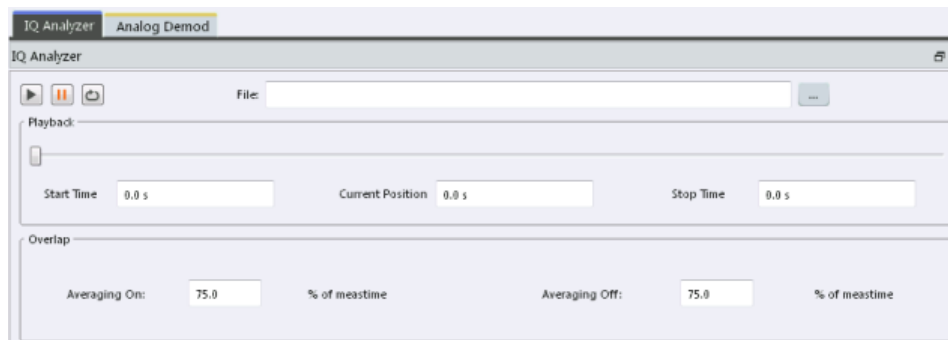 IQ Analyzer Analog Demod
IQ Analyzer
File: ...
Playback
Start Time 0.0 s Current Position 0.0 s Stop Time 0.0 s
Overlap
Averaging On: 75.0 % of meastime Averaging Off: 75.0 % of meastime